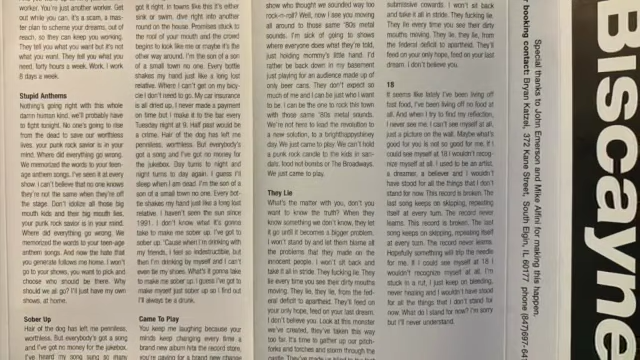 worker. You're just another worker. Get
out while yes, it's a scam, a mas-
ter plan to scheme your dreams, out of
reach, so they can keep you working.
They tell you what you want but it's not
what you want. They tell you what you
need, forty hours a week. Work, I work
8 days a week.
Stupid Anthems
Nothing's going right with this whole
damn human kind, we'll probably have
to fight tonight. No one's going to rise
from the dead to save our worthless
lives, your punk rock savior is in your
mind. Where did everything go wrong.
We memorized the words to your teen-
age anthem songs. I've seen it at every
show. I can't believe that no one knows
they're not the same when they're off
the stage. Don't idolize all those big
mouth kids and their big mouth lies,
your punk rock savior is in your mind.
Where did everything go wrong. We
memorized the words to your teen-age
anthem songs. And now the hate that
you generate follows me home. I won't
go to your shows, you want to pick and
choose who should be there. Why
should we all go? I'll just have my own
shows, at home.
Sober Up
Hair of the dog has left me penniless,
worthless. But everybody's got a song
and I've got no money for the jukebox.
I've heard my song sung so many
got it right. In towns like this it's either
sink or swim, dive right into another
round on the house. Promises stuck to
the roof of your mouth and the crowd
begins to look like me or maybe it's the
other way around. I'm the son of a son
of a small town no one. Every bottle
shakes my hand just like a long lost
relative. Where I can't get on my bicy-
cle I don't need to go. My car insurance
is all dried up, I never made a payment
on time but I make it to the bar every
Tuesday night at 9. Half past would be
a crime. Hair of the dog has left me
penniless, worthless. But everybody's
got a song and I've got no money for
the jukebox. Day turns to night and
night turns to day again. I guess I'll
sleep when I am dead. I'm the son of a
son of a small town no one. Every bot-
tle shakes my hand just like a long lost
relative. I haven't seen the sun since
1991. I don't know what it's gonna
take to make me sober up. I've got to
sober up. 'Cause when I'm drinking with
my friends, I feel so indestructible, but
then I'm drinking by myself and I can't
even tie my shoes. What's it gonna take
to make me sober up. I guess I've got to
make myself just sober up so I find out
I'll always be a drunk.
Came To Play
You keep me laughing because your
minds keep changing every time a
brand new album hits the record store,
you're paying for a brand new change
show who thought we sounded way too
rock-n-roll? Well, now I see you moving
all around to those same '80s metal
sounds. I'm sick of going to shows
where everyone does what they're told,
just holding mommy's little hand. I'd
rather be back down in my basement
just playing for an audience made up of
only beer cans. They don't expect so
much of me and I can be just who I want
to be. I can be the one to rock this town
with those same '80s metal sounds.
We're not here to lead the revolution to
a new solution, to a brighthappyshiney
day. We just came to play. We can't hold
a punk rock candle to the kids in san-
dals, food not bombs or The Broadways.
We just came to play.
They Lie
What's the matter with you, don't you
want to know the truth? When they
know something we don't know, they let
it go until it becomes a bigger problem.
I won't stand by and let them blame all
the problems that they made on the
innocent people. I won't sit back and
take it all in stride. They fucking lie. They
lie every time you see their dirty mouths
moving. They lie, they lie, from the fed-
eral deficit to apartheid. They'll feed on
your only hope, feed on your last dream.
I don't believe you. Look at this monster
we've created, they've taken this way
too far. It's time to gather up our pitch-
forks and torches and storm through the
submissive cowards. I won't sit back
and take it all in stride. They fucking lie.
They lie every time you see their dirty
mouths moving. They lie, they lie, from
the federal deficit to apartheid. They'll
feed on your only hope, feed on your last
dream. I don't believe you.
18
It seems like lately I've been living off
fast food, I've been living off no food at
all. And when I try to find my reflection,
I never see me. I can't see myself at all,
just a picture on the wall. Maybe what's
good for you is not so good for me. If I
could see myself at 18 I wouldn't recog-
nize myself at all. I used to be an artist,
a dreamer, a believer and I wouldn't
have stood for all the things that I don't
stand for now. This record is broken. The
last song keeps on skipping, repeating
itself at every turn. The record never
learns. This record is broken. The last
song keeps on skipping, repeating itself
at every turn. The record never learns.
Hopefully something will trip the needle
for me. If I could see myself at 18 I
wouldn't recognize myself at all. I'm
stuck in a rut, I just keep on bleeding,
never healing and I wouldn't have stand
for all the things that I don't stand for
now. What do I stand for now? I'm sorry
but I'll never understand.
Special thanks to John Emerson and Mike Alfini for making this happen.
booking contact: Bryan Katzel, 372 Kane Street, South Elgin, IL 60177 phone (847)697-64
Biscayne